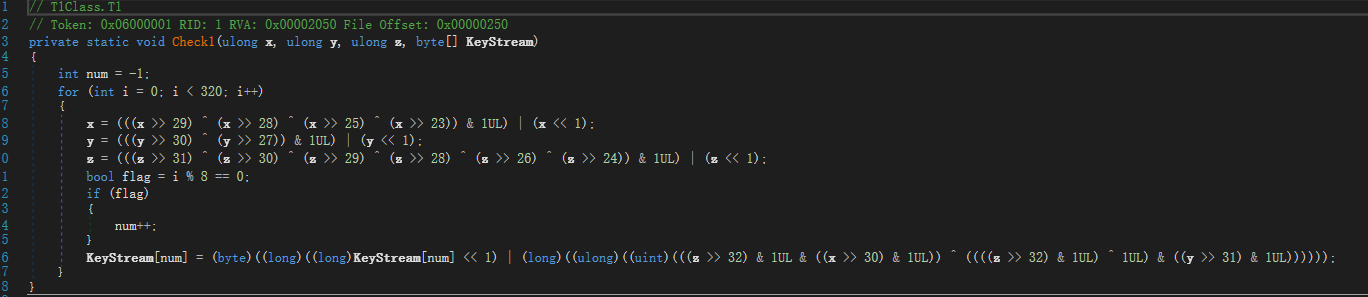 1 // T1Class.T1
2 // Token: 0x06000001 RID: 1 RVA: 0x00002050 File Offset: 0x00000250
3 private static void Check1(ulong x, ulong y, ulong z, byte[] KeyStream)
4 {
5 int num = -1;
6 for (int i = 0; i < 320; i++)
7 {
8 x = (((x >> 29) ^ (x >> 28) ^ (x >> 25) ^ (x >> 23)) & 1UL) | (x << 1);
9 y = (((y >> 30) ^ (y >> 27)) & 1UL) | (y << 1);
0 z = (((z >> 31) ^ (z >> 30) ^ (z >> 29) ^ (z >> 28) ^ (z >> 26) ^ (z >> 24)) & 1UL) | (z << 1);
1 bool flag = i % 8 == 0;
2 if (flag)
3 {
4 num++;
5 }
6 KeyStream[num] = (byte)((long)((long)KeyStream[num] << 1) | (long)((ulong)((uint)(((z >> 32) & 1UL & ((x >> 30) & 1UL)) ^ ((((z >> 32) & 1UL) ^ 1UL) & ((y >> 31) & 1UL))))));
7 }
8 }